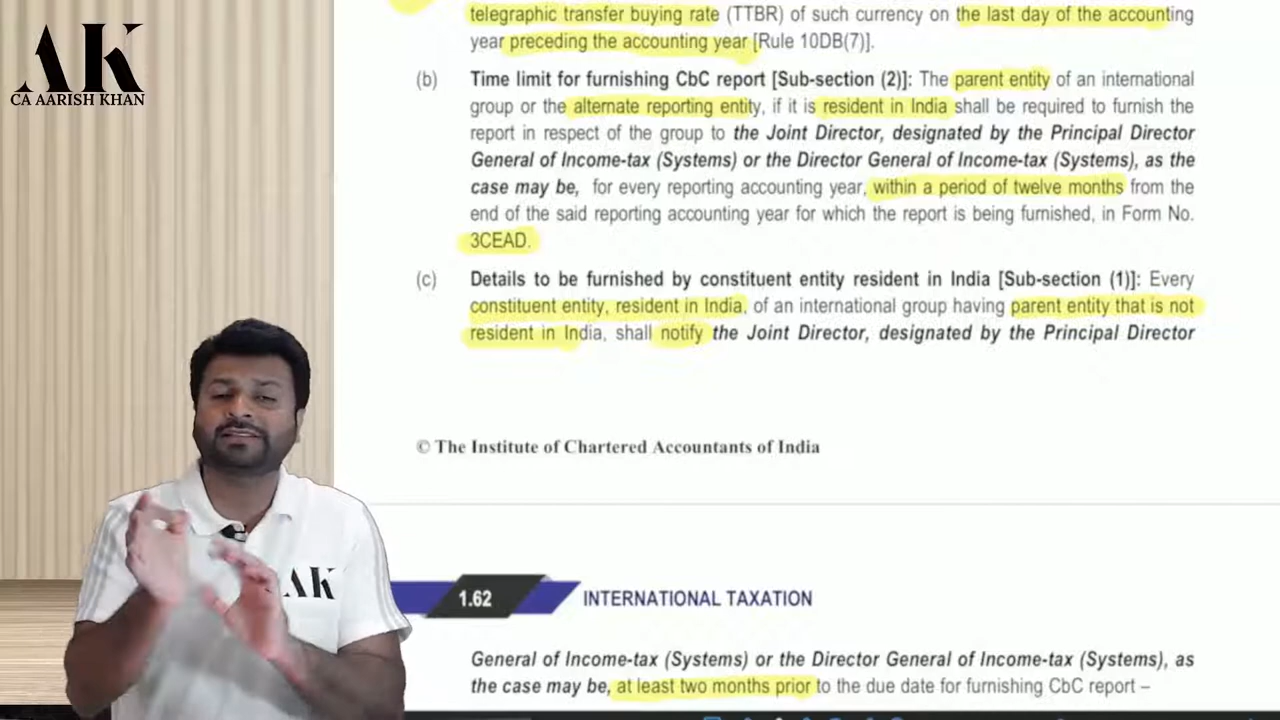 AK
CA AARISH KHAN
telegraphic transfer buying rate (TTBR) of such currency on the last day of the accounting
year preceding the accounting year [Rule 10DB(7)].
(b) Time limit for furnishing CbC report [Sub-section (2)]: The parent entity of an international
group or the alternate reporting entity, if it is resident in India shall be required to furnish the
report in respect of the group to the Joint Director, designated by the Principal Director
General of Income-tax (Systems) or the Director General of Income-tax (Systems), as the
case may be, for every reporting accounting year, within a period of twelve months from the
end of the said reporting accounting year for which the report is being furnished, in Form No.
3CEAD.
(c) Details to be furnished by constituent entity resident in India [Sub-section (1)]: Every
constituent entity, resident in India, of an international group having parent entity that is not
resident in India, shall notify the Joint Director, designated by the Principal Director
© The Institute of Chartered Accountants of India
AK
1.62 INTERNATIONAL TAXATION
General of Income-tax (Systems) or the Director General of Income-tax (Systems), as
the case may be, at least two months prior to the due date for furnishing CbC report –